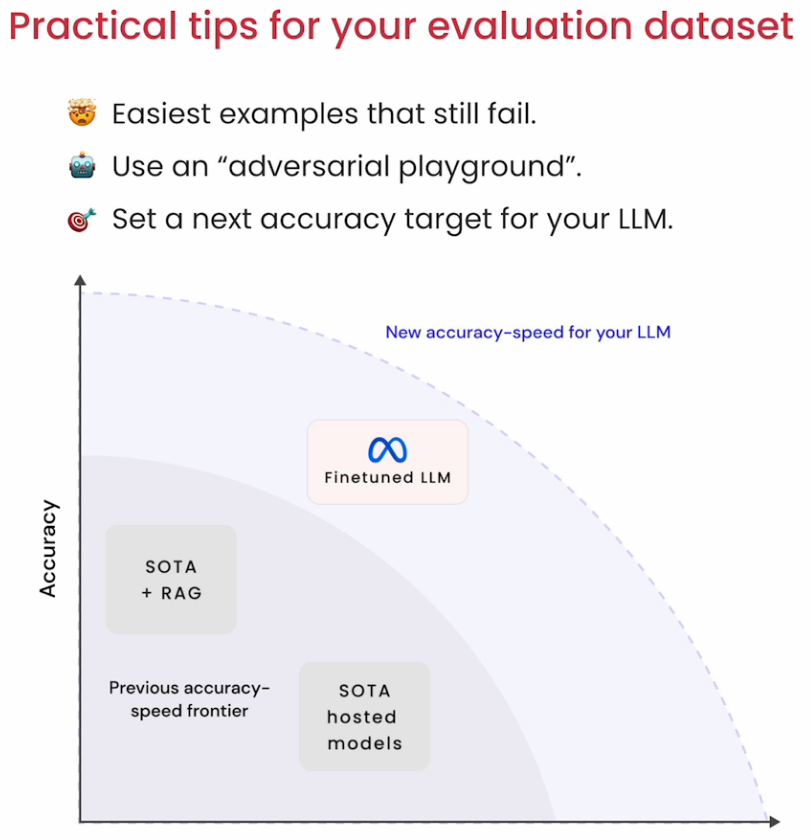 Practical tips for your evaluation dataset
🤯 Easiest examples that still fail.
🤖 Use an “adversarial playground”.
🎯 Set a next accuracy target for your LLM.
New accuracy-speed for your LLM
Finetuned LLM
Accuracy
SOTA
+ RAG
Previous accuracy-
speed frontier
SOTA
hosted
models